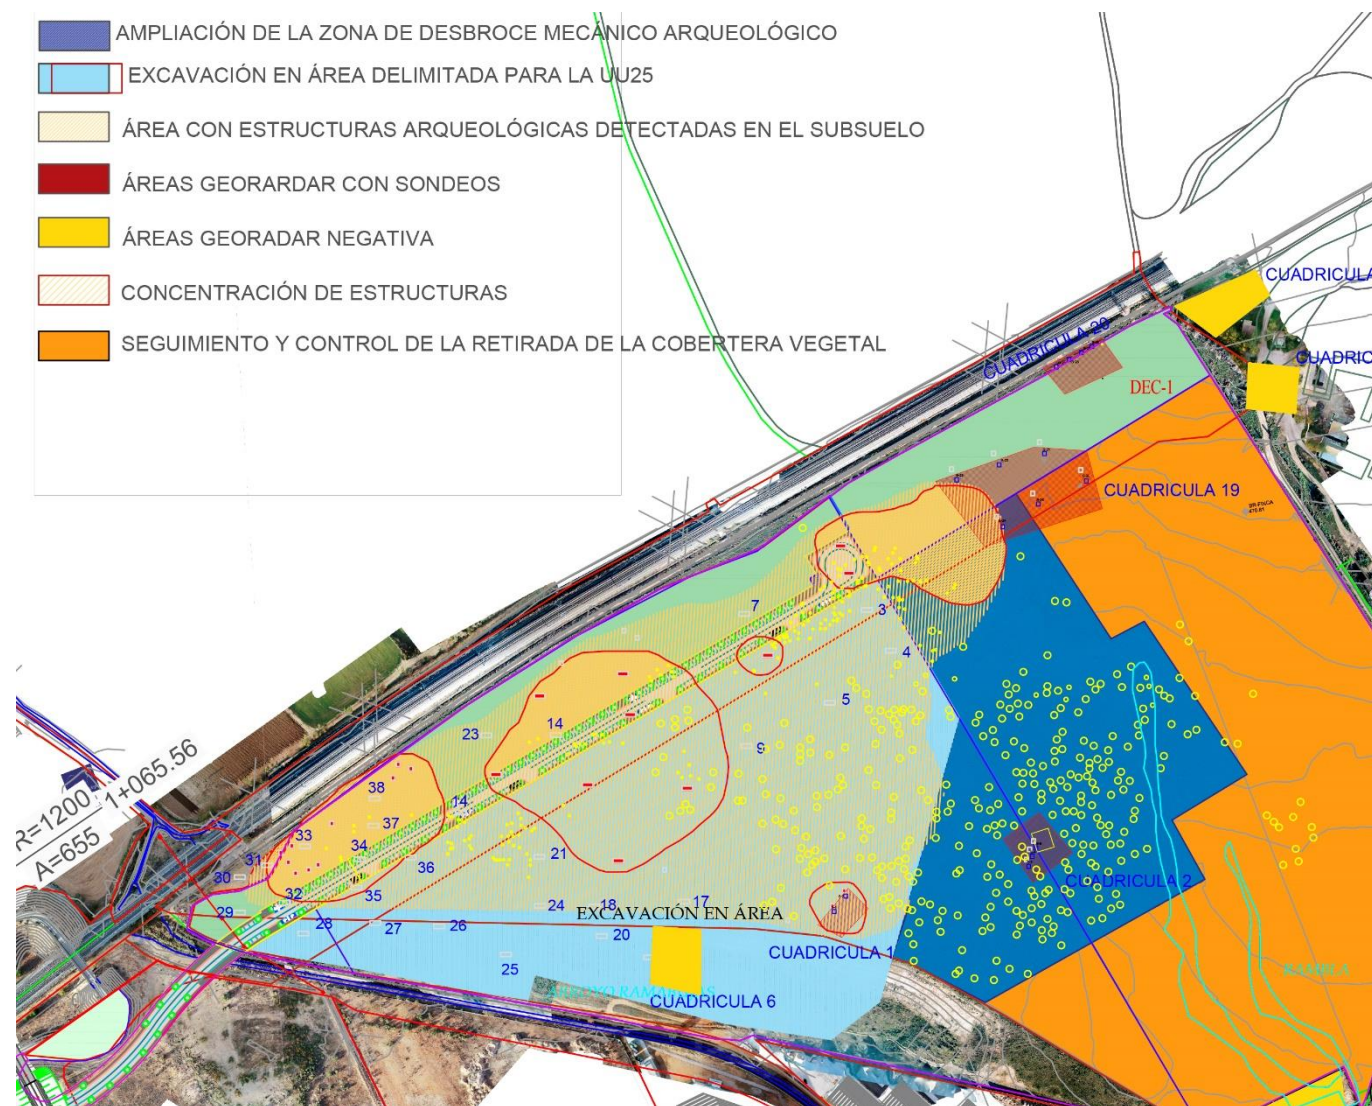 AMPLIACIÓN DE LA ZONA DE DESBROCE MECÁNICO ARQUEOLÓGICO
EXCAVACIÓN EN ÁREA DELIMITADA PARA LA UU25
ÁREA CON ESTRUCTURAS ARQUEOLÓGICAS DETECTADAS EN EL SUBSUELO
ÁREAS GEORARDAR CON SONDEOS
ÁREAS GEORADAR NEGATIVA
CONCENTRACIÓN DE ESTRUCTURAS
SEGUIMIENTO Y CONTROL DE LA RETIRADA DE LA COBERTERA VEGETAL
CUADRICULA
CUADRICULA 20
CUADRIC
DEC-1
CUADRICULA 19
7
3
4
5
23
14
9
38
14
37
33
34
31
36
21
30
32
35
29
24
18
17
EXCAVACIÓN EN ÁREA
28
27
26
20
25
CUADRICULA 1
CUADRICULA 2
CUADRICULA 6
RAMBLA
R=1200
A=655
1+065.56